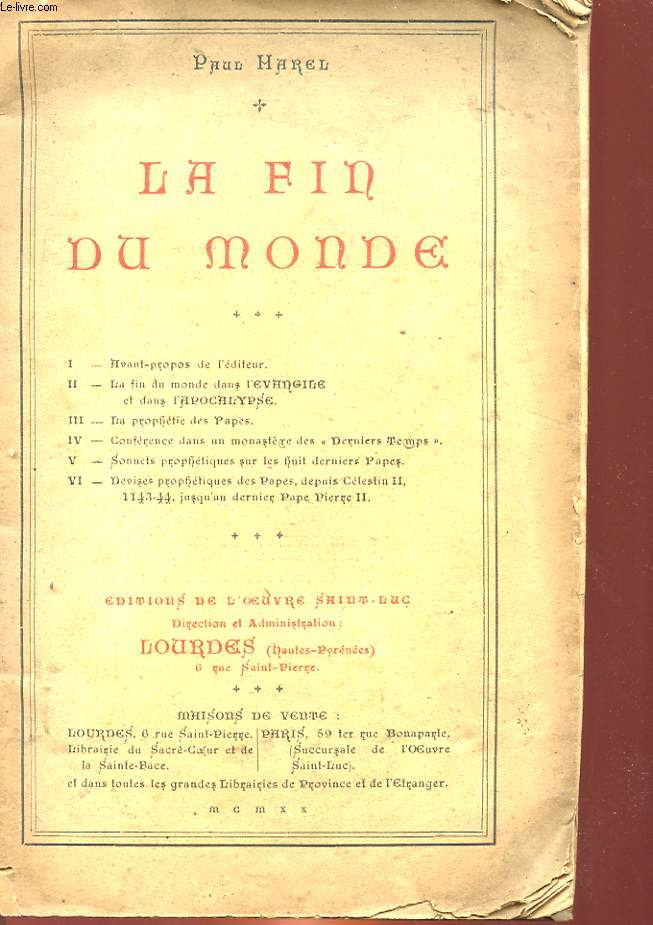 Le-livre.com
PAUL HAREL
LA FIN
DU MONDE
I — Avant-propos de l'éditeur.
II — La fin du monde dans l'EVANGILE
et dans l'APOCALYPSE.
III — La prophétie des Papes.
IV — Conférence dans un monastère des « Derniers Temps ».
V — Sonnets prophétiques sur les huit derniers Papes.
VI — Devises prophétiques des Papes, depuis Célestin II,
1143-44, jusqu'au dernier Pape Pierre II.
EDITIONS DE L'ŒUVRE SAINT-LUC
Direction et Administration :
LOURDES (Hautes-Pyrénées)
6 rue Saint-Pierre.
MAISONS DE VENTE :
LOURDES, 6 rue Saint-Pierre.
Librairie du Sacré-Cœur et de
la Sainte-Face.
PARIS, 59 ter rue Bonaparte,
(Succursale de l'Œuvre
Saint-Luc).
et dans toutes les grandes Librairies de Province et de l'Etranger.
MCMXX